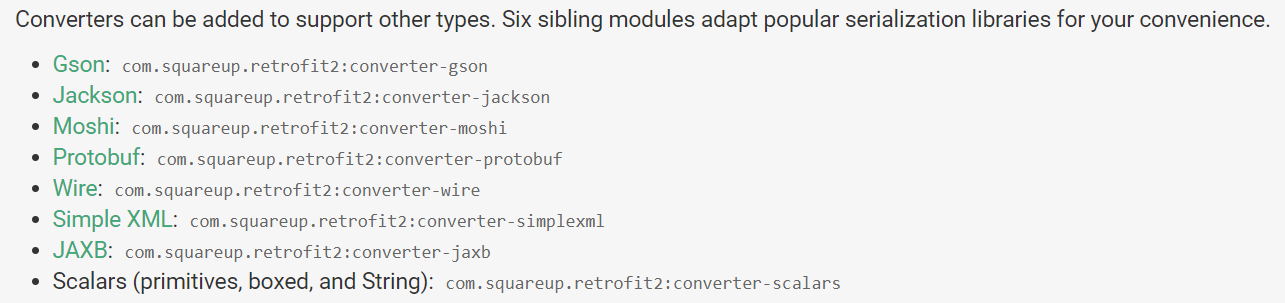 Converters can be added to support other types. Six sibling modules adapt popular serialization libraries for your convenience.
• Gson: com.squareup.retrofit2:converter-gson
• Jackson: com.squareup.retrofit2:converter-jackson
• Moshi: com.squareup.retrofit2:converter-moshi
• Protobuf: com.squareup.retrofit2:converter-protobuf
• Wire: com.squareup.retrofit2:converter-wire
• Simple XML: com.squareup.retrofit2:converter-simplexml
• JAXB: com.squareup.retrofit2:converter-jaxb
• Scalars (primitives, boxed, and String): com.squareup.retrofit2:converter-scalars